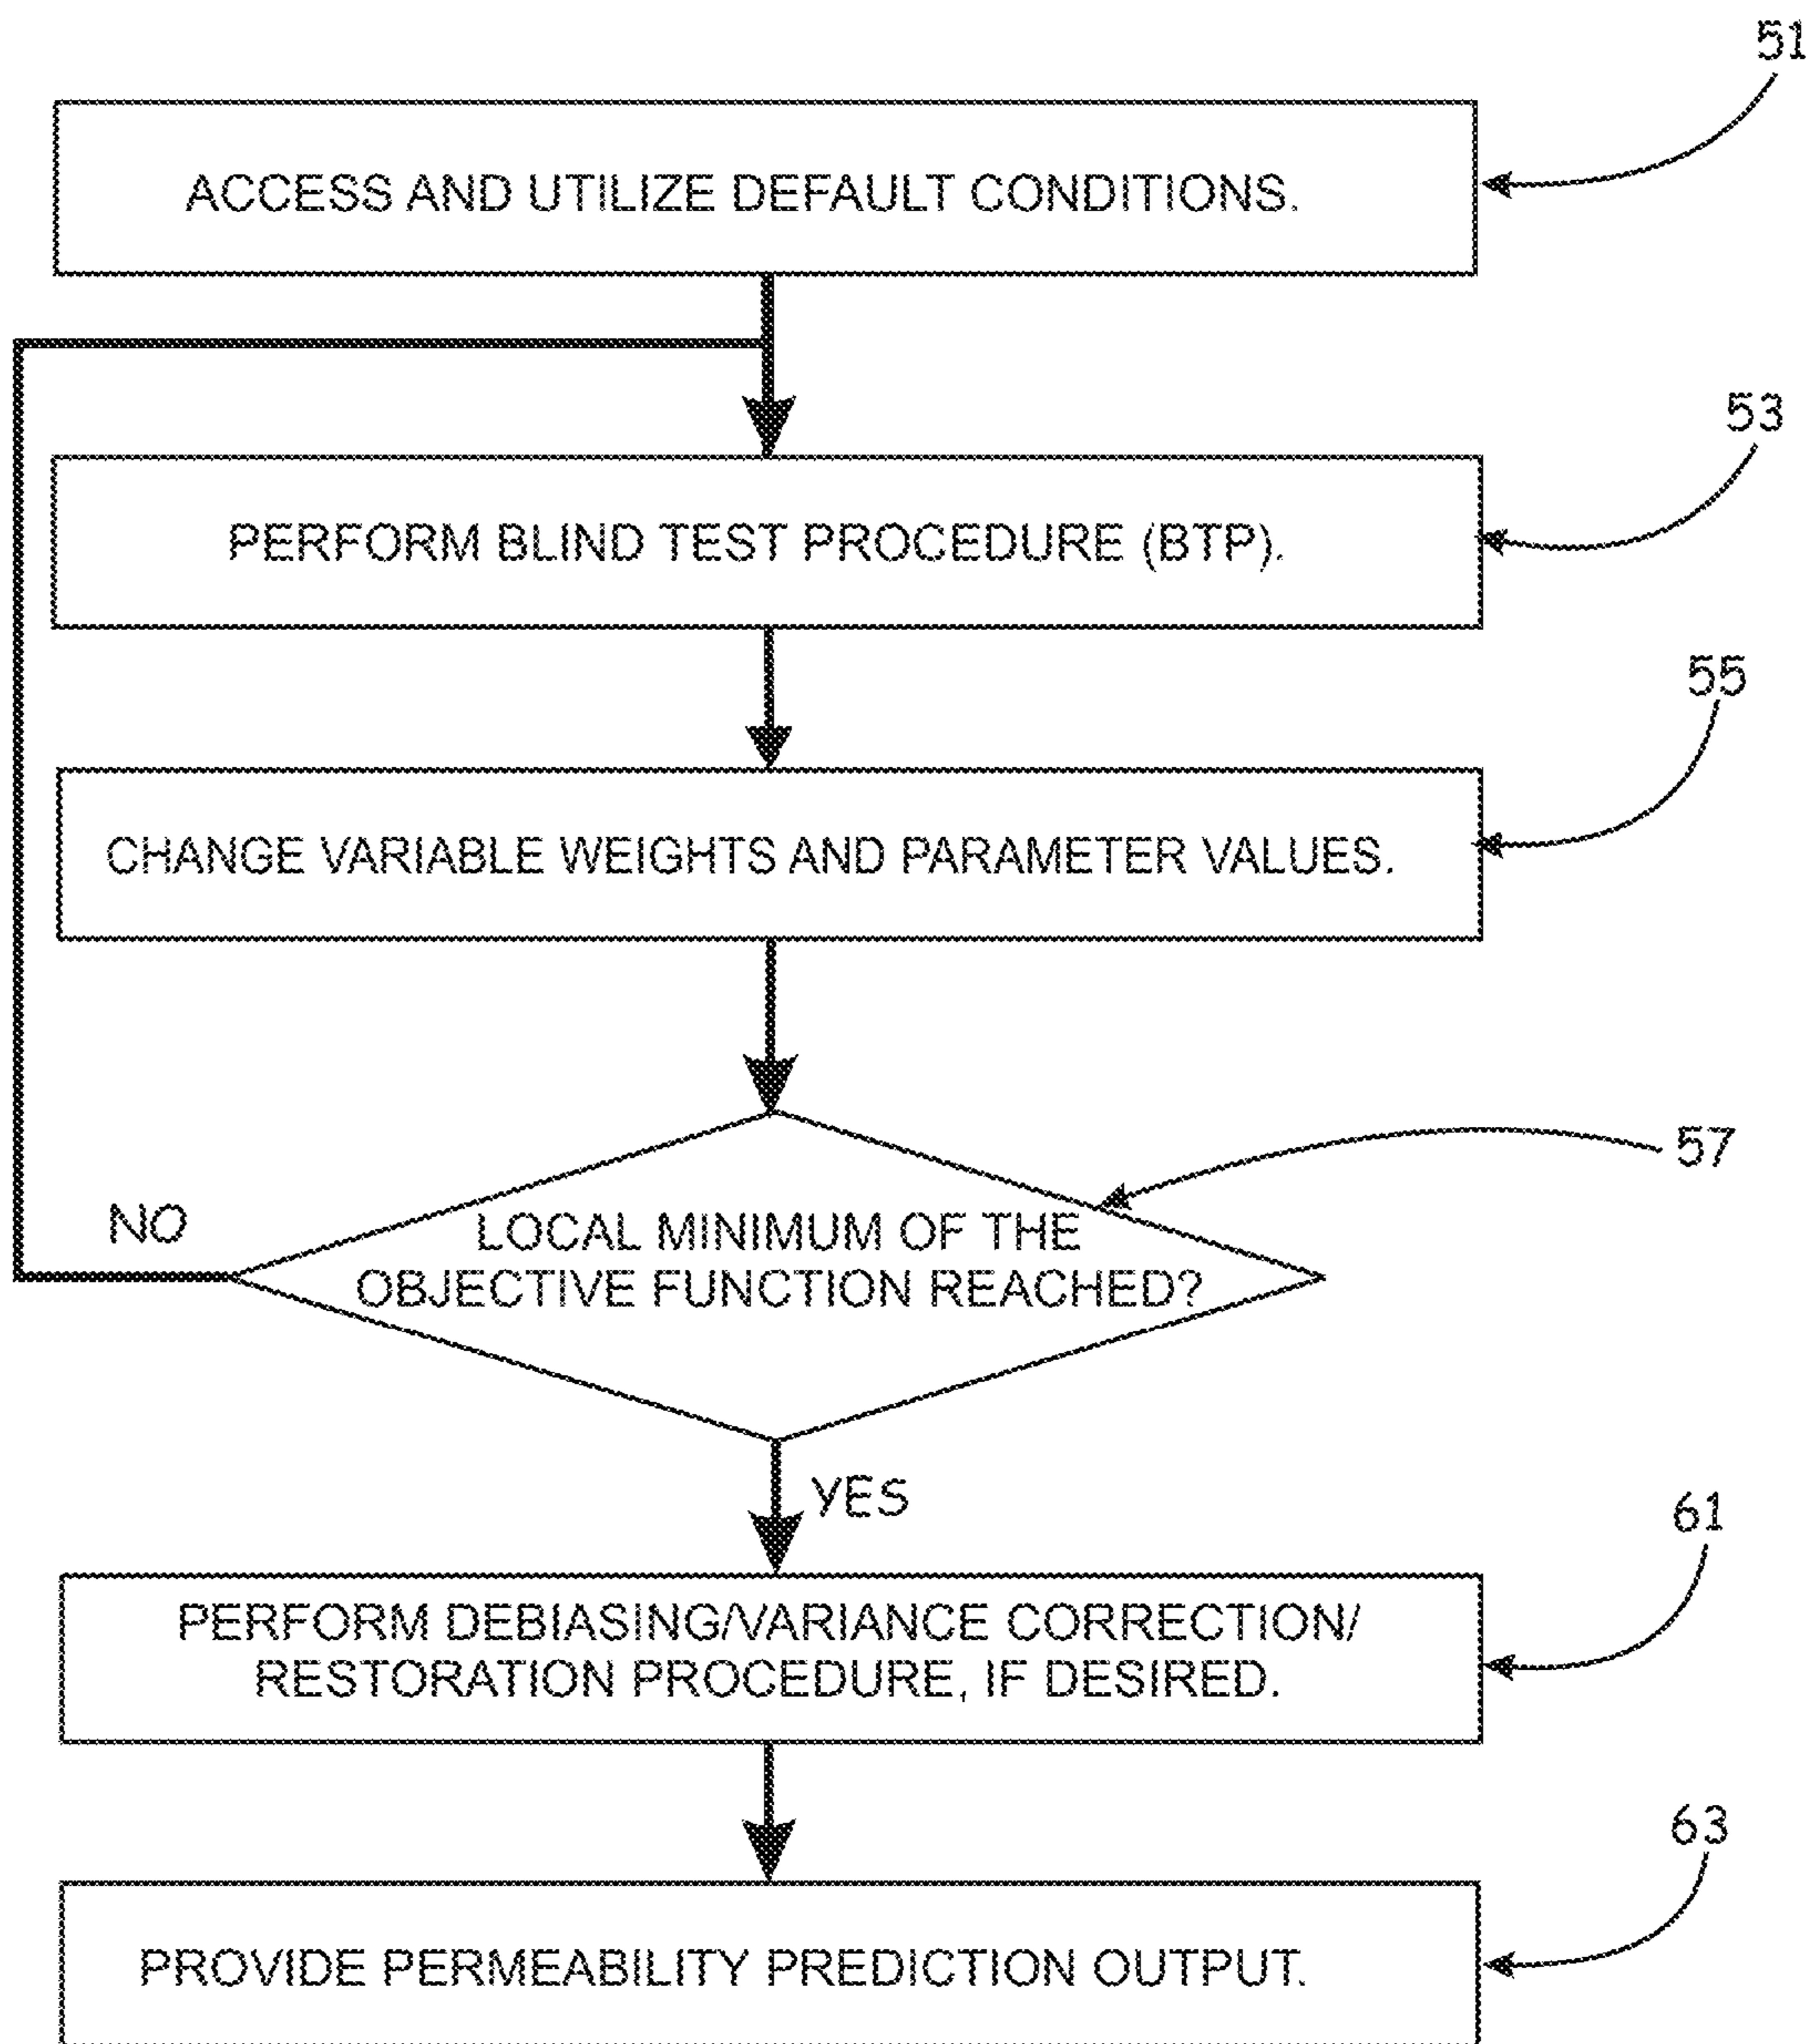 51
ACCESS AND UTILIZE DEFAULT CONDITIONS.
53
PERFORM BLIND TEST PROCEDURE (BTP).
55
CHANGE VARIABLE WEIGHTS AND PARAMETER VALUES.
57
NO
LOCAL MINIMUM OF THE
OBJECTIVE FUNCTION REACHED?
YES
61
PERFORM DEBIASING/VARIANCE CORRECTION/
RESTORATION PROCEDURE, IF DESIRED.
63
PROVIDE PERMEABILITY PREDICTION OUTPUT.